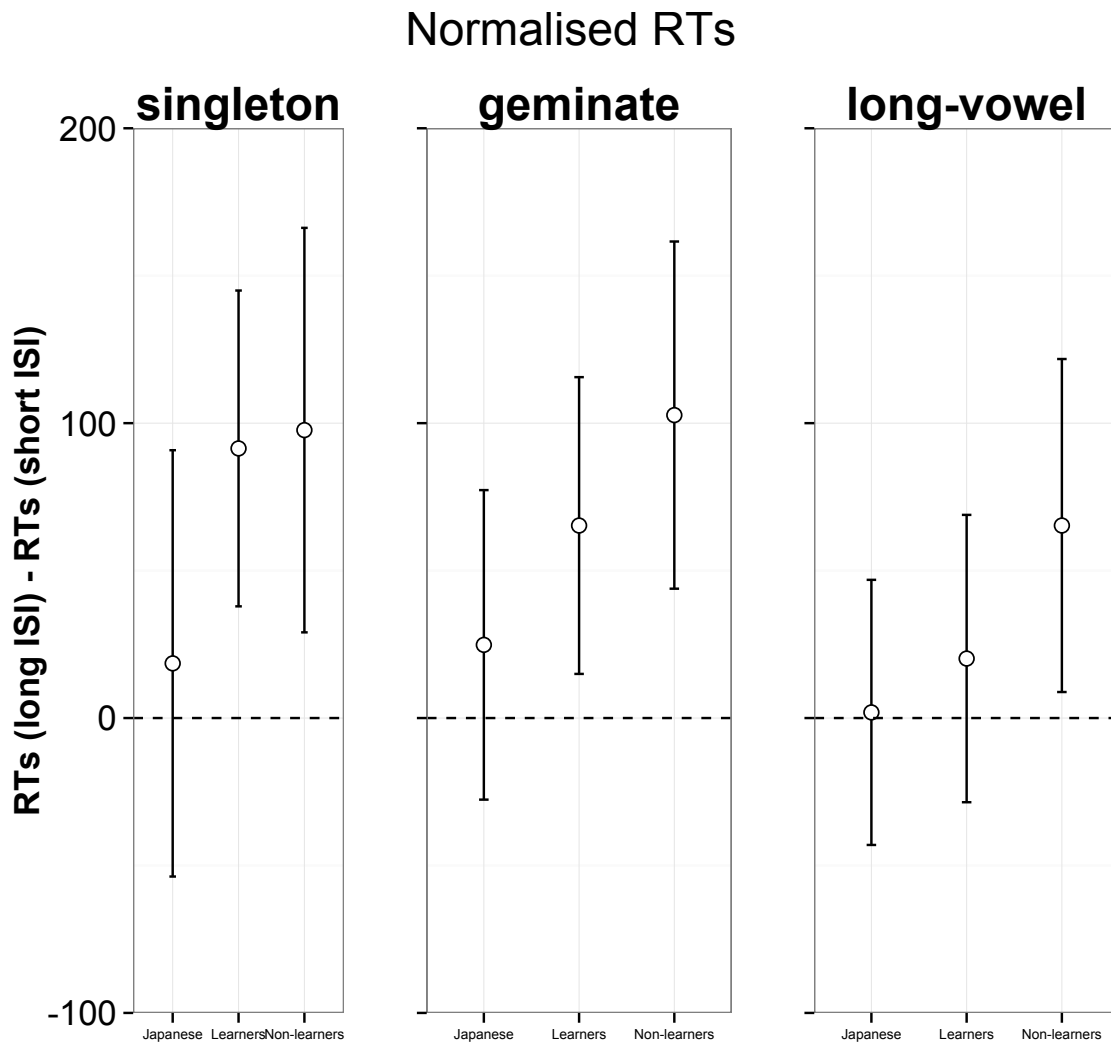 Normalised RTs
singleton geminate long-vowel
RTs (long ISI) - RTs (short ISI)
200
100
0
-100
Japanese Learners Non-learners Japanese Learners Non-learners Japanese Learners Non-learners